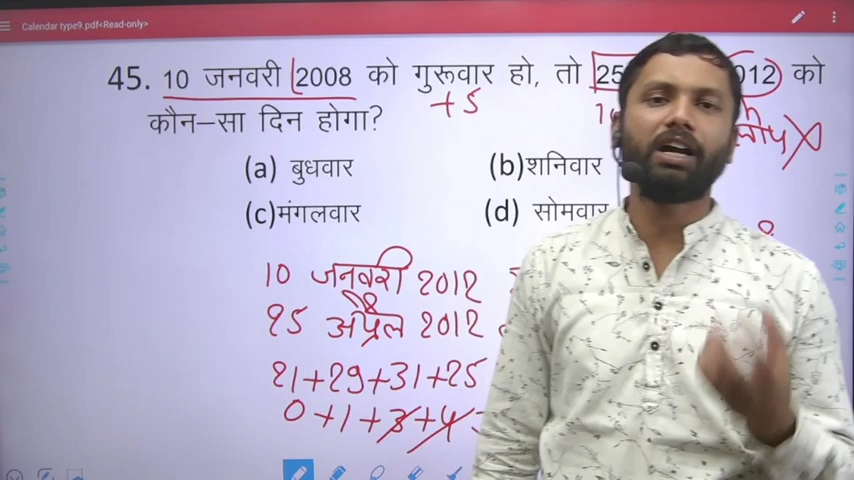 Calendar type9.pdf<Read-only>
45. 10 जनवरी 2008 को गुरूवार हो, तो 25 012 को
+5
लीप
कौन–सा दिन होगा?
(a) बुधवार (b)शनिवार
(c)मंगलवार (d) सोमवार
10 जनवरी 2012
25 अप्रैल 2012
21+29+31+25
0+1+3+4